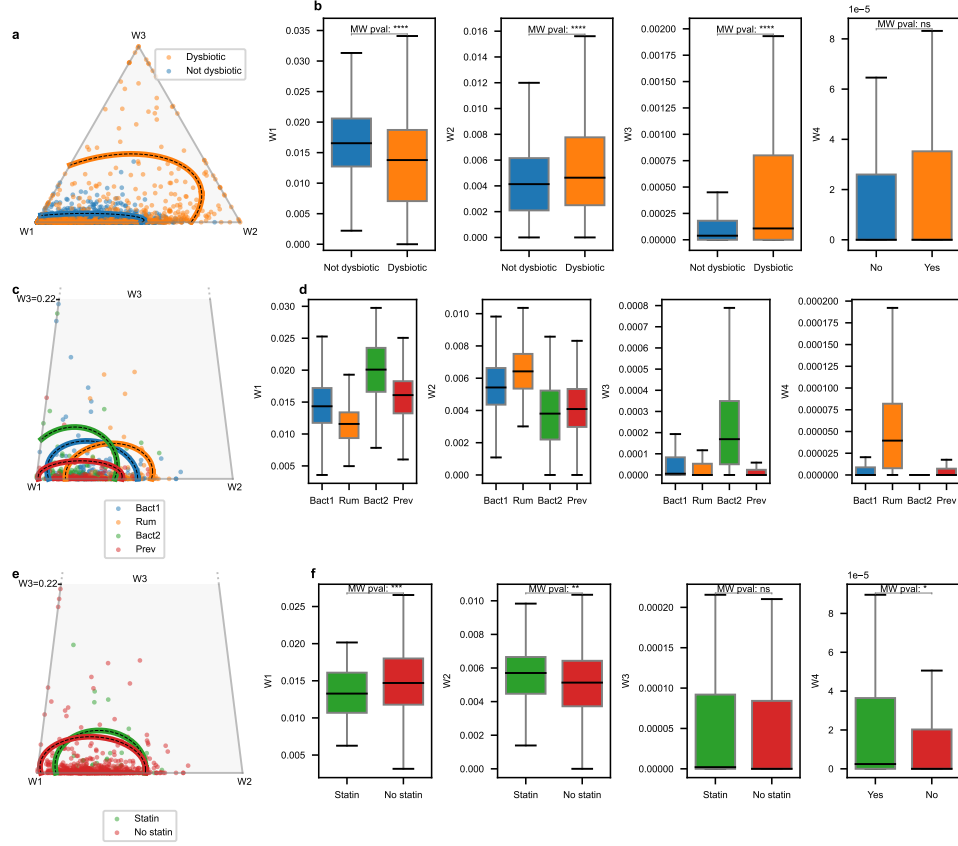 a
W3
Dysbiotic
Not dysbiotic
W1
W2
b
MW pval: ****
0.035
0.030
0.025
0.020
0.015
0.010
0.005
0.000
W1
Not dysbiotic
Dysbiotic
MW pval: ****
0.016
0.014
0.012
0.010
0.008
0.006
0.004
0.002
0.000
W2
Not dysbiotic
Dysbiotic
MW pval: ****
0.00200
0.00175
0.00150
0.00125
0.00100
0.00075
0.00050
0.00025
0.00000
W3
Not dysbiotic
Dysbiotic
1e-5
MW pval: ns
8
6
4
2
0
W4
No
Yes
c
W3=0.22
W3
W1
W2
Bact1
Rum
Bact2
Prev
d
0.030
0.025
0.020
0.015
0.010
0.005
W1
Bact1
Rum
Bact2
Prev
0.010
0.008
0.006
0.004
0.002
0.000
W2
Bact1
Rum
Bact2
Prev
0.0008
0.0007
0.0006
0.0005
0.0004
0.0003
0.0002
0.0001
0.0000
W3
Bact1
Rum
Bact2
Prev
0.000200
0.000175
0.000150
0.000125
0.000100
0.000075
0.000050
0.000025
0.000000
W4
Bact1
Rum
Bact2
Prev
e
W3=0.22
W3
W1
W2
Statin
No statin
f
MW pval: ***
0.025
0.020
0.015
0.010
0.005
W1
Statin
No statin
MW pval: **
0.010
0.008
0.006
0.004
0.002
0.000
W2
Statin
No statin
MW pval: ns
0.00020
0.00015
0.00010
0.00005
0.00000
W3
Statin
No statin
1e-5
MW pval: *
8
6
4
2
0
W4
Yes
No